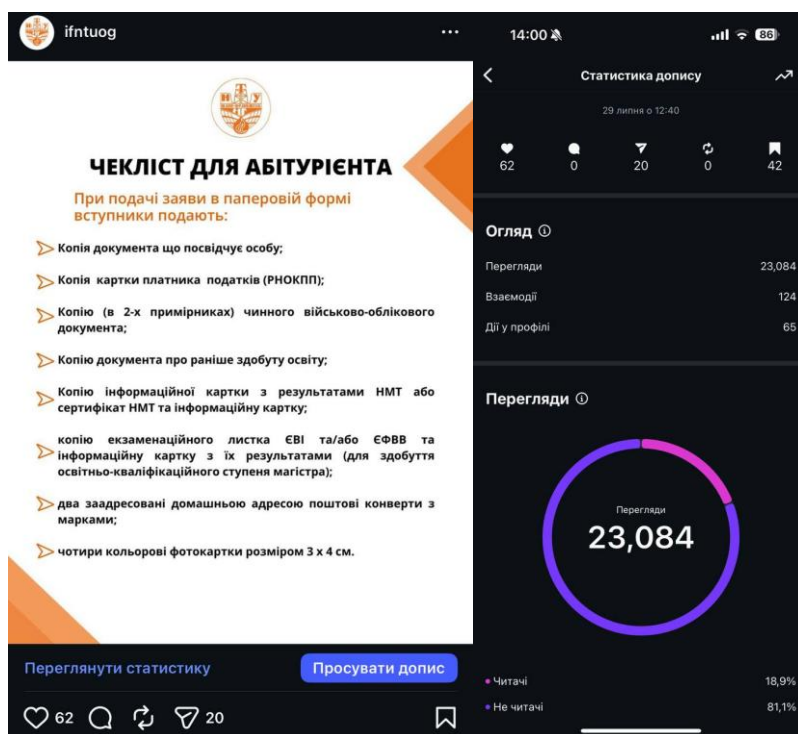 ifntuog
Н Т У
ЧЕКЛІСТ ДЛЯ АБІТУРІЄНТА
При подачі заяви в паперовій формі
вступники подають:
Копія документа що посвідчує особу;
Копія картки платника податків (РНОКПП);
Копію (в 2-х примірниках) чинного військово-облікового
документа;
Копію документа про раніше здобуту освіту;
Копію інформаційної картки з результатами НМТ або
сертифікат НМТ та інформаційну картку;
копію екзаменаційного листка ЄВІ та/або ЄФВВ та
інформаційну картку з їх результатами (для здобуття
освітньо-кваліфікаційного ступеня магістра);
два заадресовані домашньою адресою поштові конверти з
марками;
чотири кольорові фотокартки розміром 3 х 4 см.
Переглянути статистику
Просувати допис
62
20
14:00
86
Статистика допису
29 липня о 12:40
62
0
20
0
42
Огляд
Перегляди 23,084
Взаємодії 124
Дії у профілі 65
Перегляди
Перегляди
23,084
Читачі 18,9%
Не читачі 81,1%